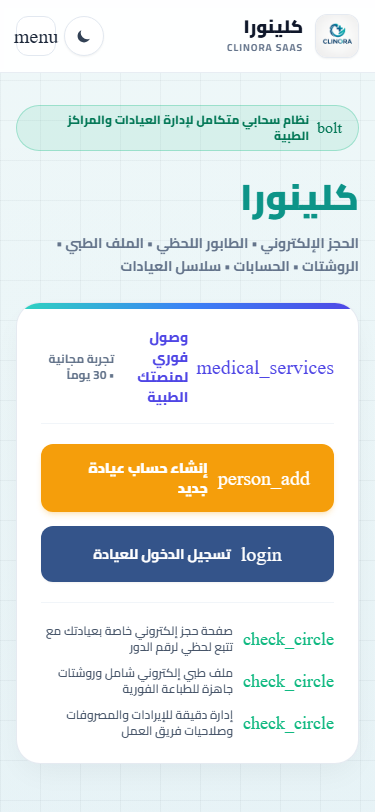 كلينورا
CLINORA SAAS
CLINORA
menu
bolt نظام سحابي متكامل لإدارة العيادات والمراكز
الطبية
كلينورا
الحجز الإلكتروني • الطابور اللحظي • الملف الطبي •
الروشتات • الحسابات • سلاسل العيادات
medical_services
وصول
فوري
لمنصتك
الطبية
تجربة مجانية
• 30 يوماً
person_add إنشاء حساب عيادة
جديد
login تسجيل الدخول للعيادة
check_circle صفحة حجز إلكتروني خاصة بعيادتك مع
تتبع لحظي لرقم الدور
check_circle ملف طبي إلكتروني شامل وروشتات
جاهزة للطباعة الفورية
check_circle إدارة دقيقة للإيرادات والمصروفات
وصلاحيات فريق العمل